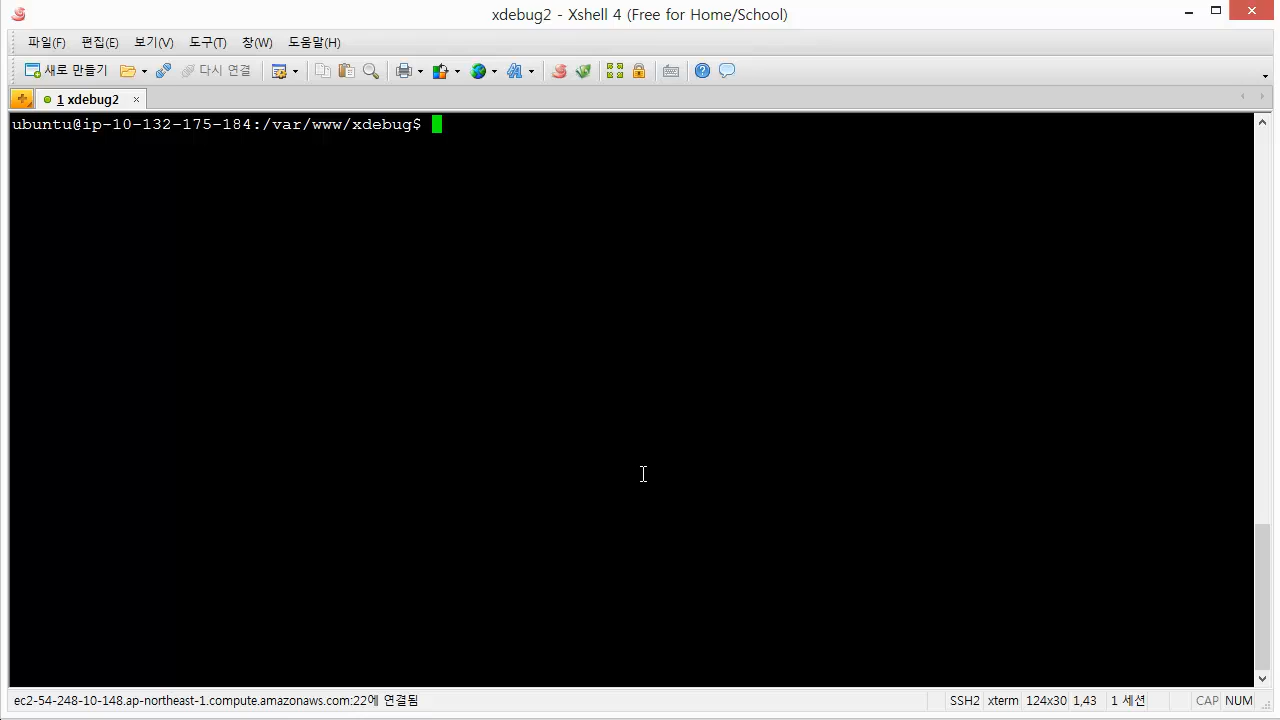 xdebug2 - Xshell 4 (Free for Home/School)
파일(F) 편집(E) 보기(V) 도구(T) 창(W) 도움말(H)
새로 만들기 다시 연결
1 xdebug2
ubuntu@ip-10-132-175-184:/var/www/xdebug$
ec2-54-248-10-148.ap-northeast-1.compute.amazonaws.com:22에 연결됨 SSH2 xterm 124x30 1,43 1 세션 CAP NUM